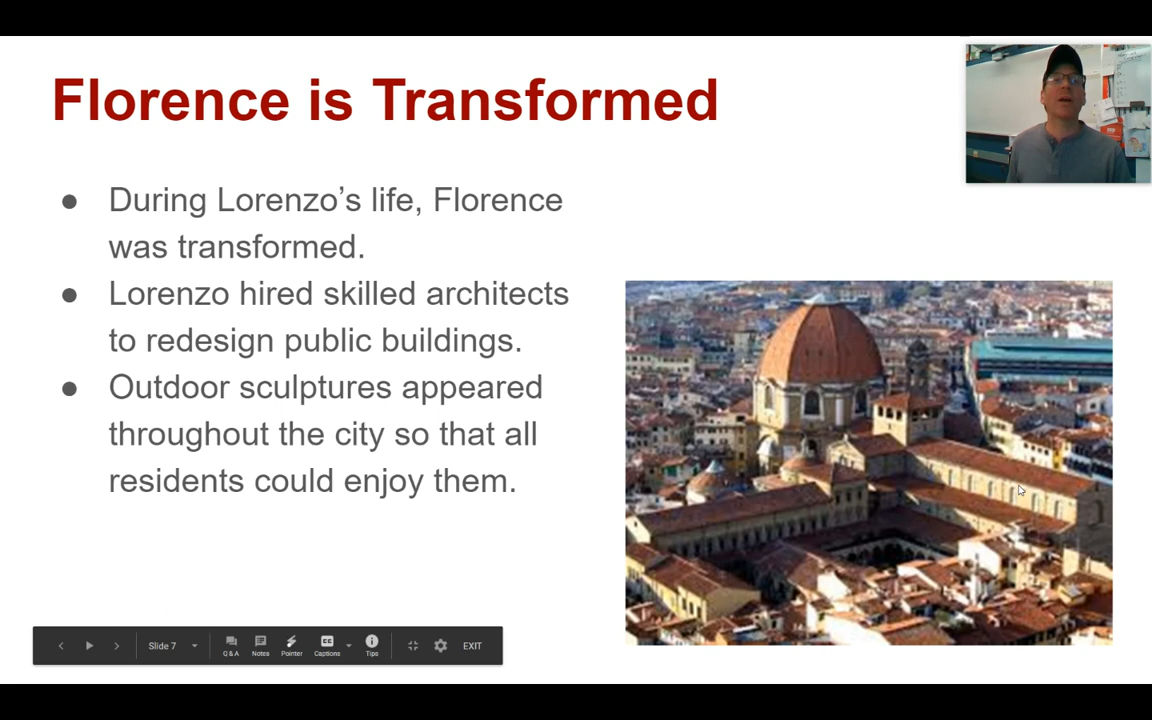 Florence is Transformed
● During Lorenzo’s life, Florence
was transformed.
● Lorenzo hired skilled architects
to redesign public buildings.
● Outdoor sculptures appeared
throughout the city so that all
residents could enjoy them.
Slide 7
Q & A Notes Pointer Captions Tips EXIT
CC